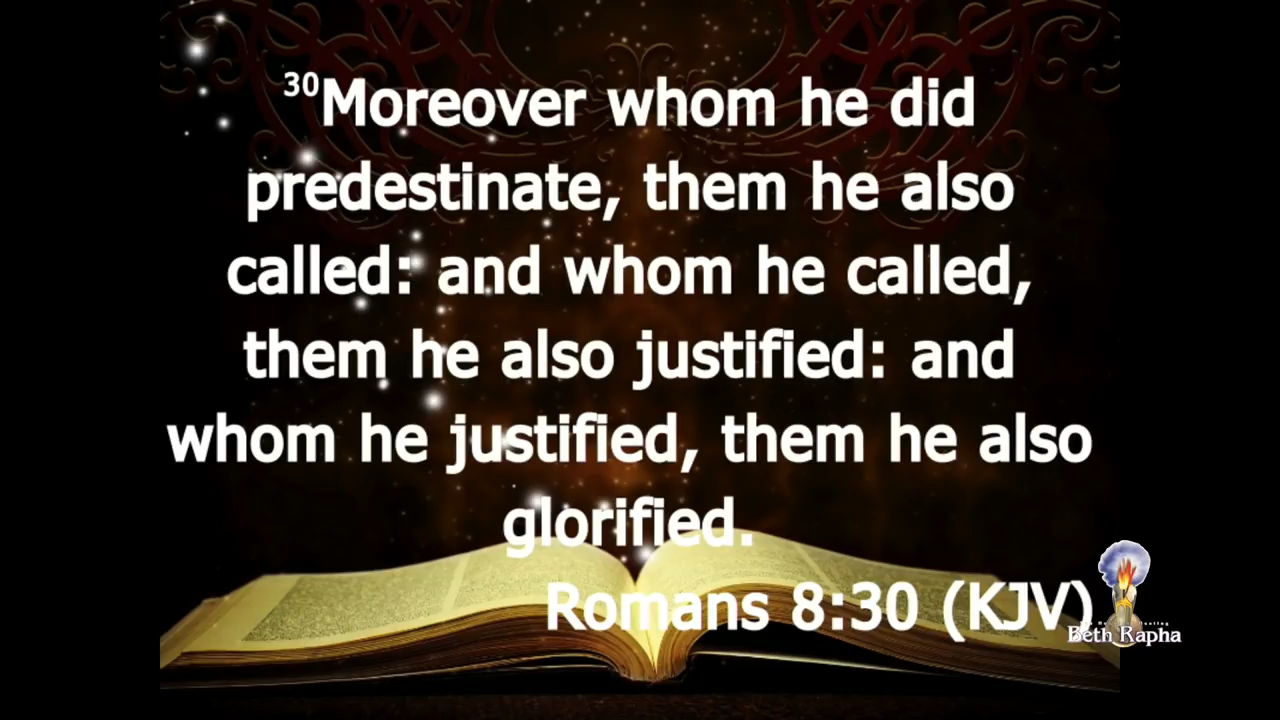 30Moreover whom he did
predestinate, them he also
called: and whom he called,
them he also justified: and
whom he justified, them he also
glorified.
Romans 8:30 (KJV)
Beth Rapha